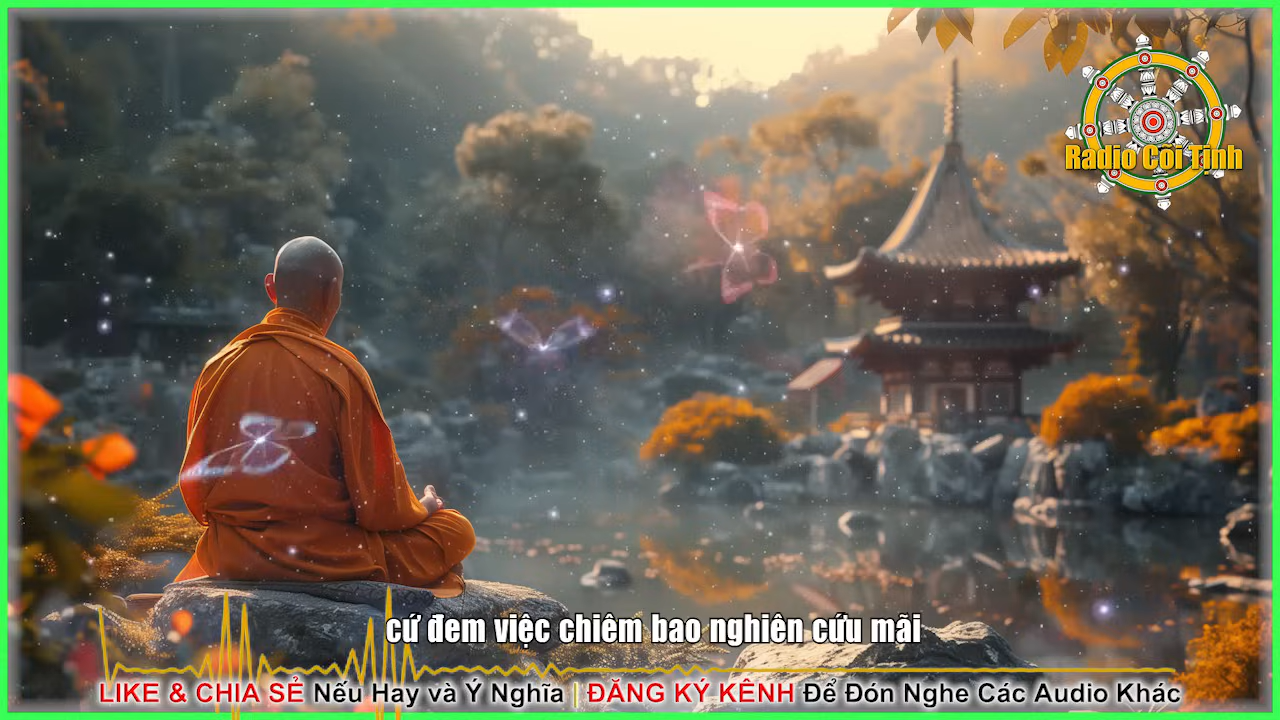 Radio Cõi Tịnh
cứ đem việc chiêm bao nghiên cứu mãi
LIKE & CHIA SẺ Nếu Hay và Ý Nghĩa | ĐĂNG KÝ KÊNH Để Đón Nghe Các Audio Khác